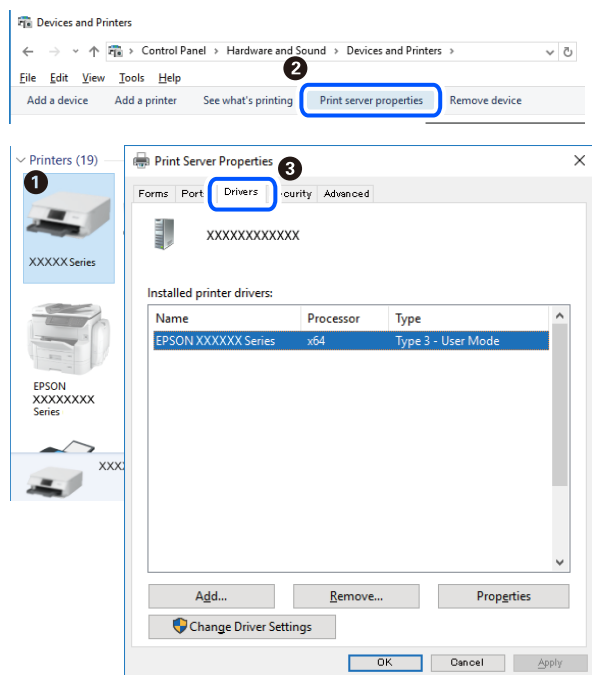 Devices and Printers
Control Panel > Hardware and Sound > Devices and Printers >
2
File Edit View Tools Help
Add a device Add a printer See what's printing Print server properties Remove device
Printers (19)
1
XXXXX Series
EPSON
XXXXXXXX
Series
XXX
Print Server Properties
3
Forms Port Drivers curity Advanced
XXXXXXXXXXXX
Installed printer drivers:
Name Processor Type
EPSON XXXXXX Series x64 Type 3 - User Mode
Add... Remove... Properties
Change Driver Settings
OK Cancel Apply